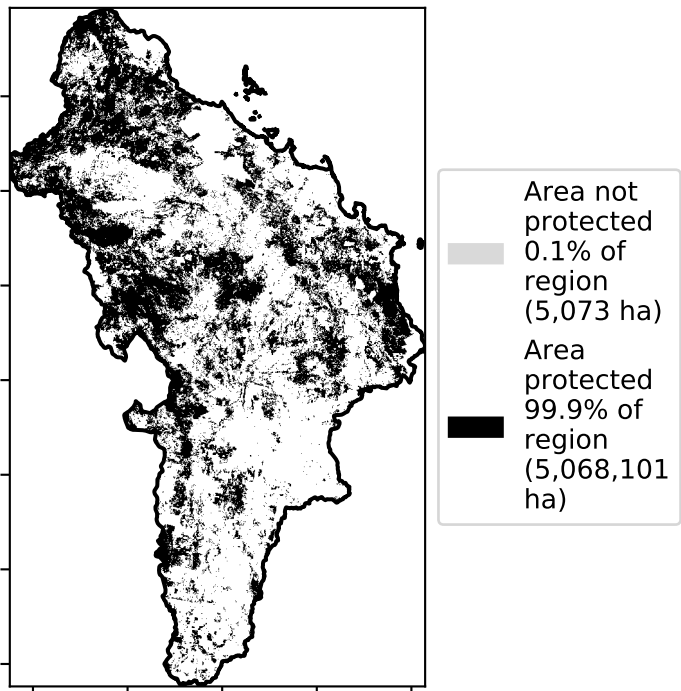 Area not
protected
0.1% of
region
(5,073 ha)
Area
protected
99.9% of
region
(5,068,101
ha)